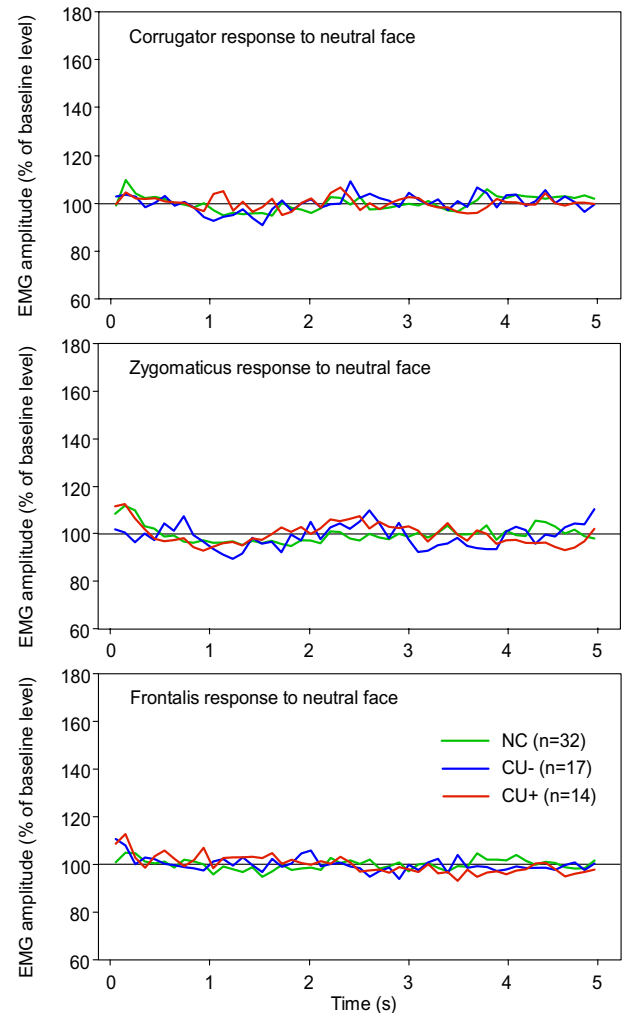 EMG amplitude (% of baseline level)
180
160
140
120
100
80
60
Corrugator response to neutral face
0 1 2 3 4 5
EMG amplitude (% of baseline level)
180
160
140
120
100
80
60
Zygomaticus response to neutral face
0 1 2 3 4 5
EMG amplitude (% of baseline level)
180
160
140
120
100
80
60
Frontalis response to neutral face
NC (n=32)
CU- (n=17)
CU+ (n=14)
0 1 2 3 4 5
Time (s)